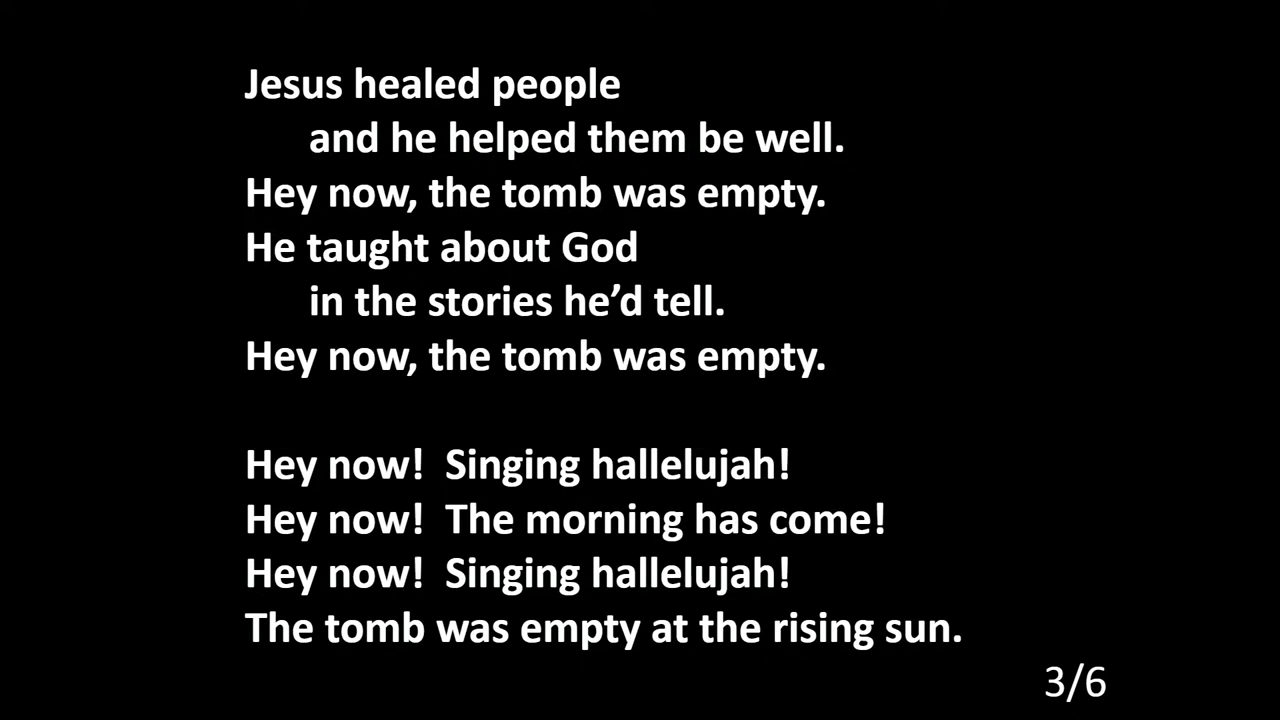 Jesus healed people
and he helped them be well.
Hey now, the tomb was empty.
He taught about God
in the stories he’d tell.
Hey now, the tomb was empty.
Hey now!  Singing hallelujah!
Hey now!  The morning has come!
Hey now!  Singing hallelujah!
The tomb was empty at the rising sun.
3/6